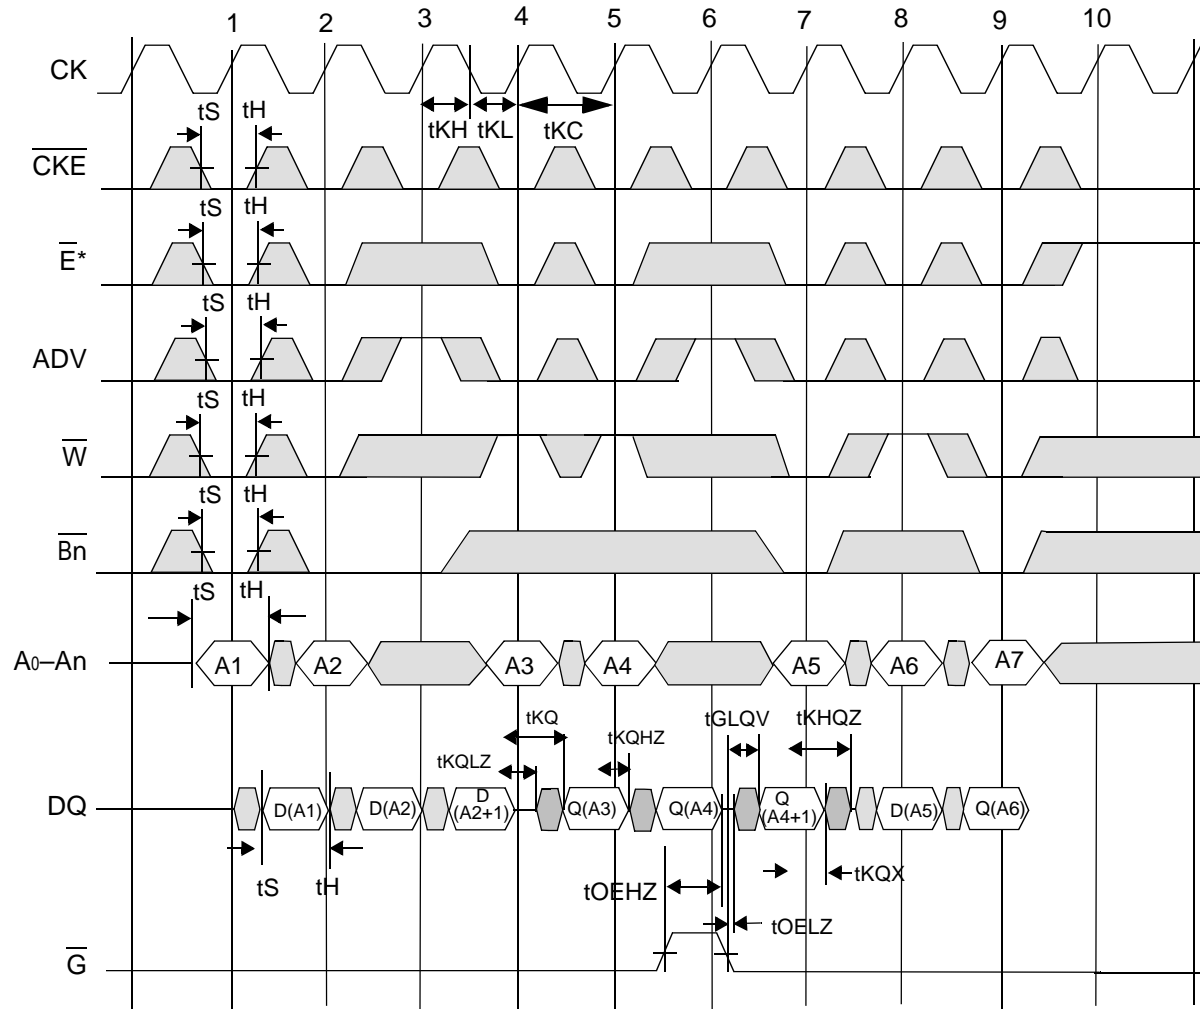 1 2 3 4 5 6 7 8 9 10
CK
tKH tKL tKC
tS tH
CKE
tS tH
E*
tS tH
ADV
tS tH
W
tS tH
Bn
tS tH
A0–An A1 A2 A3 A4 A5 A6 A7
tKQ tGLQV tKHQZ
tKQLZ tKQHZ
DQ D(A1) D(A2) D (A2+1) Q(A3) Q(A4) Q (A4+1) D(A5) Q(A6)
tS tH tOEHZ tKQX
tOELZ
G